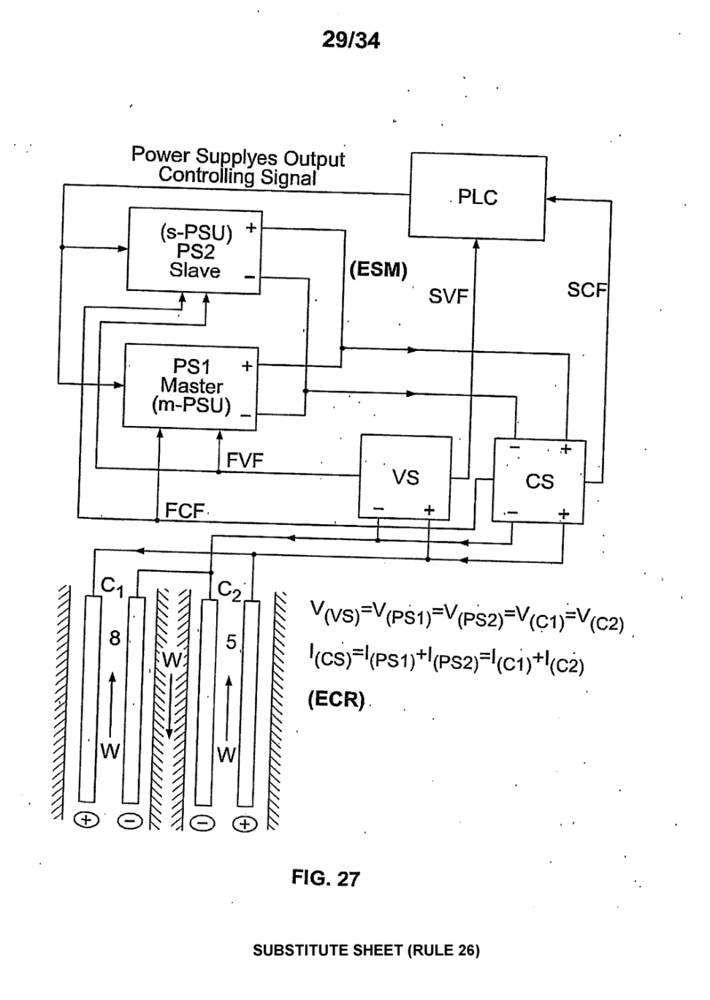 29/34
Power Supplyes Output
Controlling Signal
PLC
(s-PSU)
PS2
Slave
+
−
(ESM)
SVF
SCF
PS1
Master
(m-PSU)
+
−
FVF
VS
−
+
CS
−
+
−
+
FCF
C1
C2
8
5
W
W
W
+
−
−
+
V(VS)=V(PS1)=V(PS2)=V(C1)=V(C2)
I(CS)=I(PS1)+I(PS2)=I(C1)+I(C2)
(ECR)
FIG. 27
SUBSTITUTE SHEET (RULE 26)